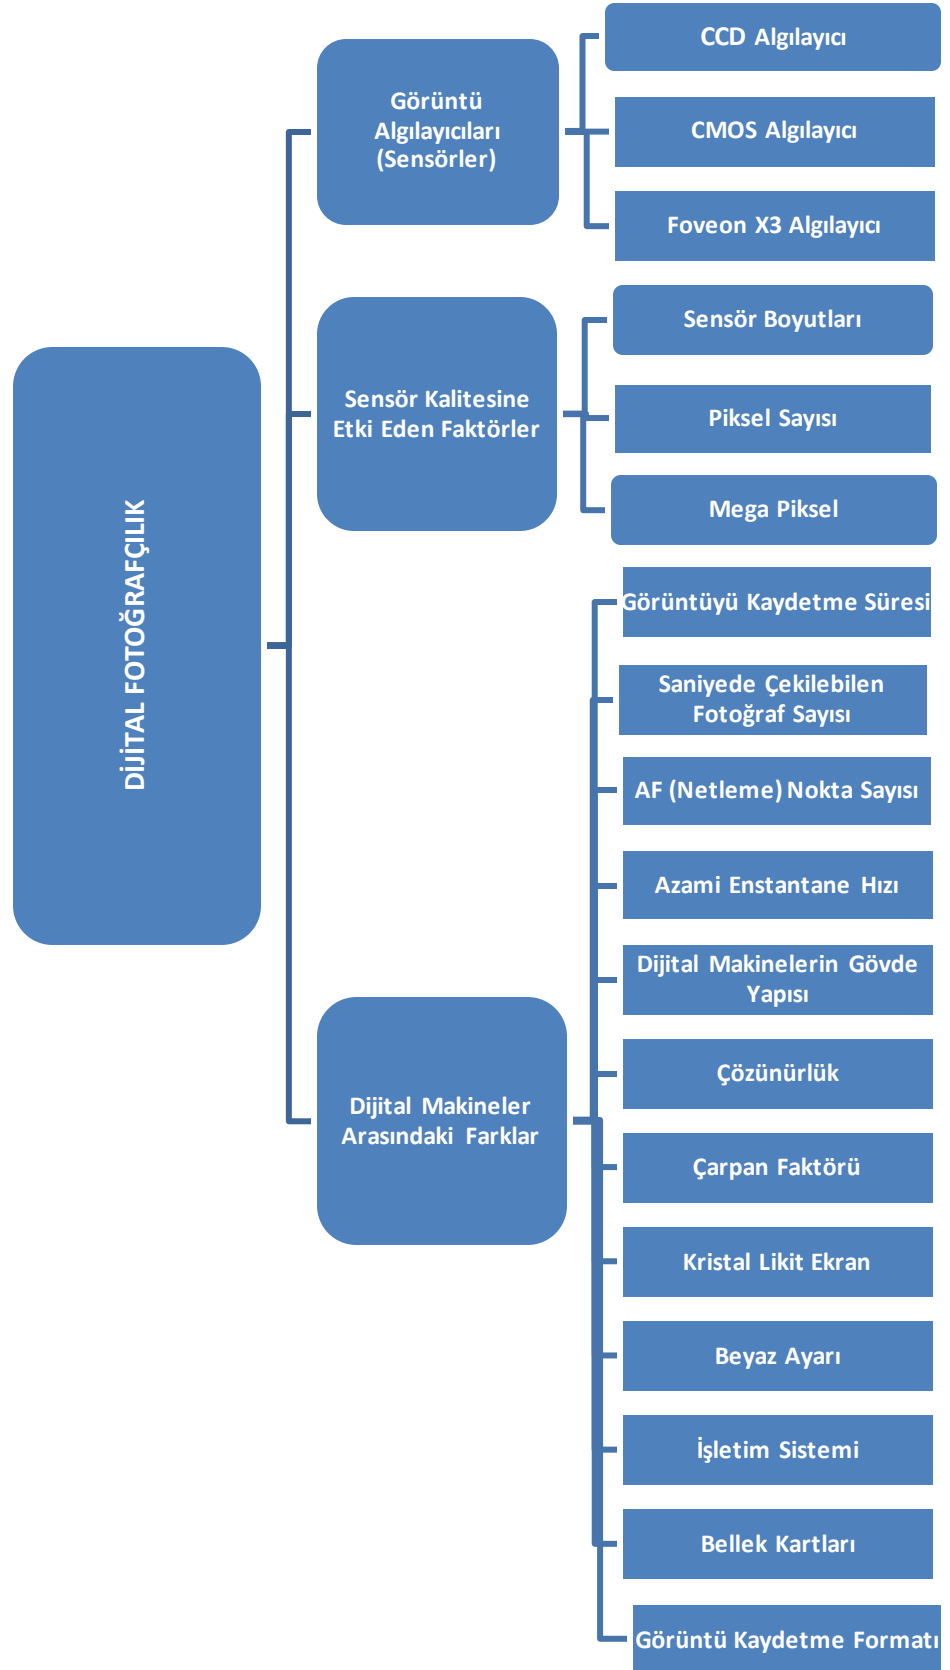 DİJİTAL FOTOĞRAFÇILIK
Görüntü
Algılayıcıları
(Sensörler)
CCD Algılayıcı
CMOS Algılayıcı
Foveon X3 Algılayıcı
Sensör Kalitesine
Etki Eden Faktörler
Sensör Boyutları
Piksel Sayısı
Mega Piksel
Dijital Makineler
Arasındaki Farklar
Görüntüyü Kaydetme Süresi
Saniyede Çekilebilen
Fotoğraf Sayısı
AF (Netleme) Nokta Sayısı
Azami Enstantane Hızı
Dijital Makinelerin Gövde
Yapısı
Çözünürlük
Çarpan Faktörü
Kristal Likit Ekran
Beyaz Ayarı
İşletim Sistemi
Bellek Kartları
Görüntü Kaydetme Formatı